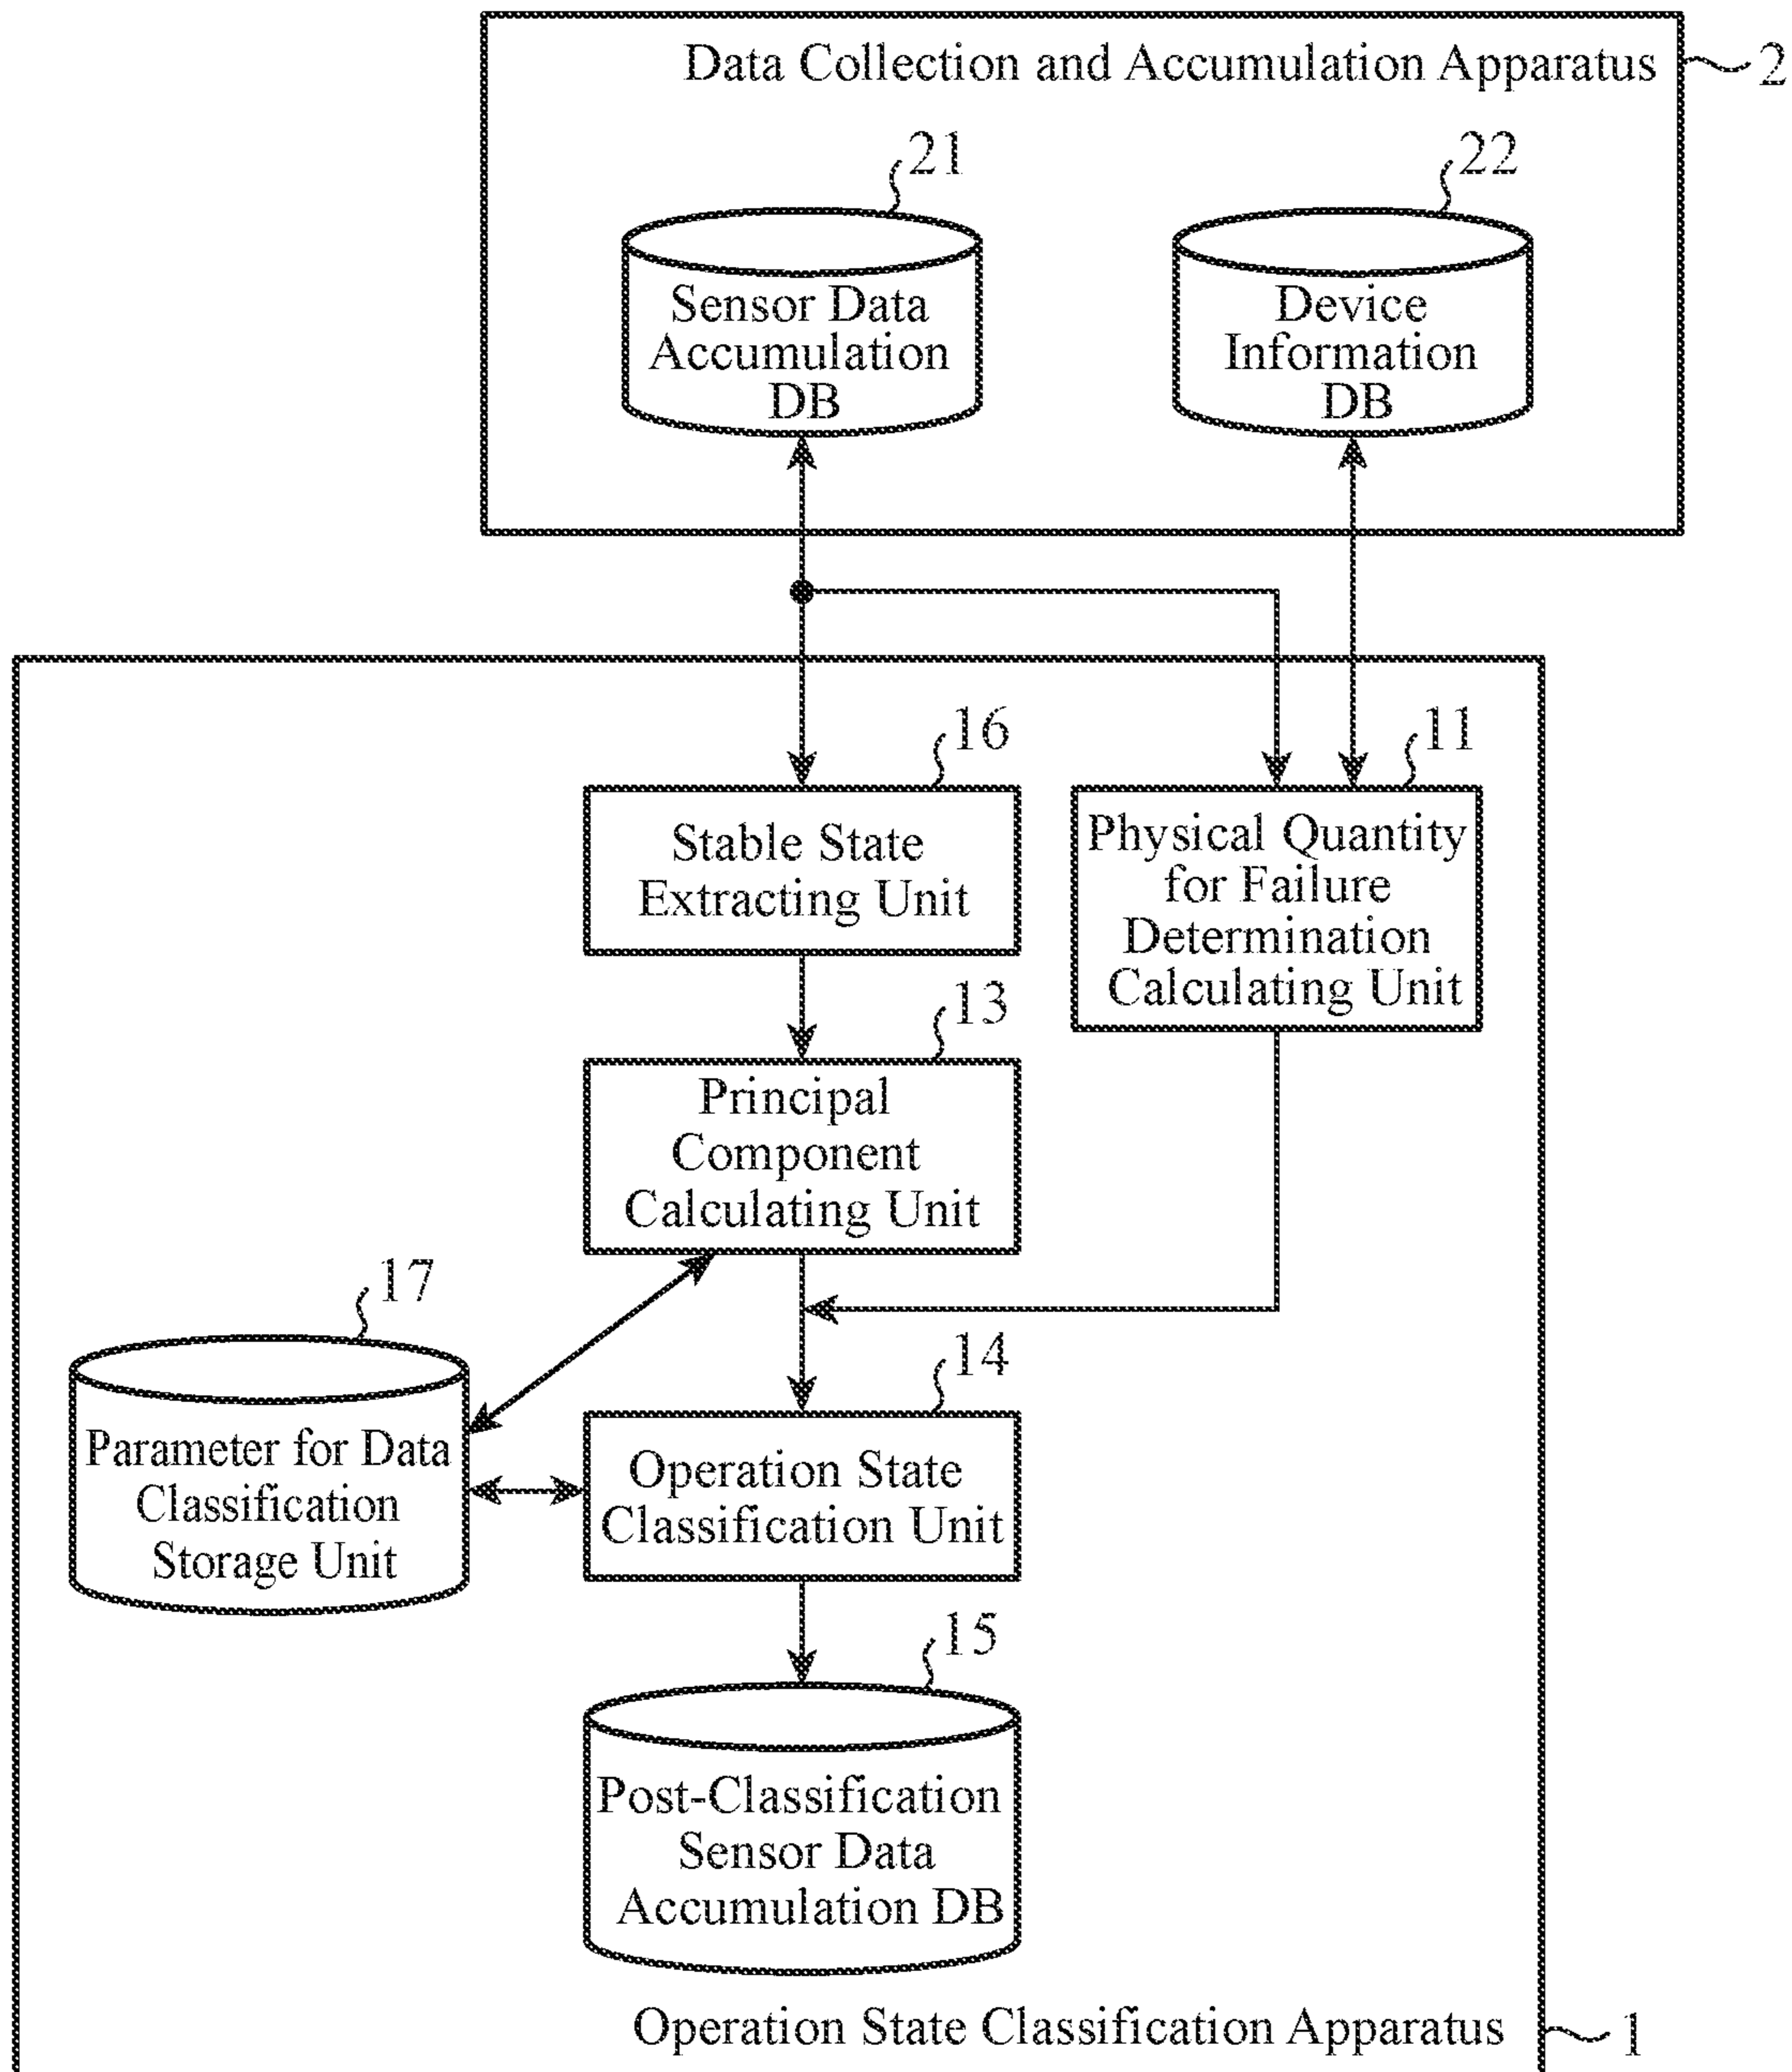 Data Collection and Accumulation Apparatus
2
21
22
Sensor Data
Accumulation
DB
Device
Information
DB
16
11
Stable State
Extracting Unit
Physical Quantity
for Failure
Determination
Calculating Unit
13
Principal
Component
Calculating Unit
17
14
Parameter for Data
Classification
Storage Unit
Operation State
Classification Unit
15
Post-Classification
Sensor Data
Accumulation DB
Operation State Classification Apparatus
1